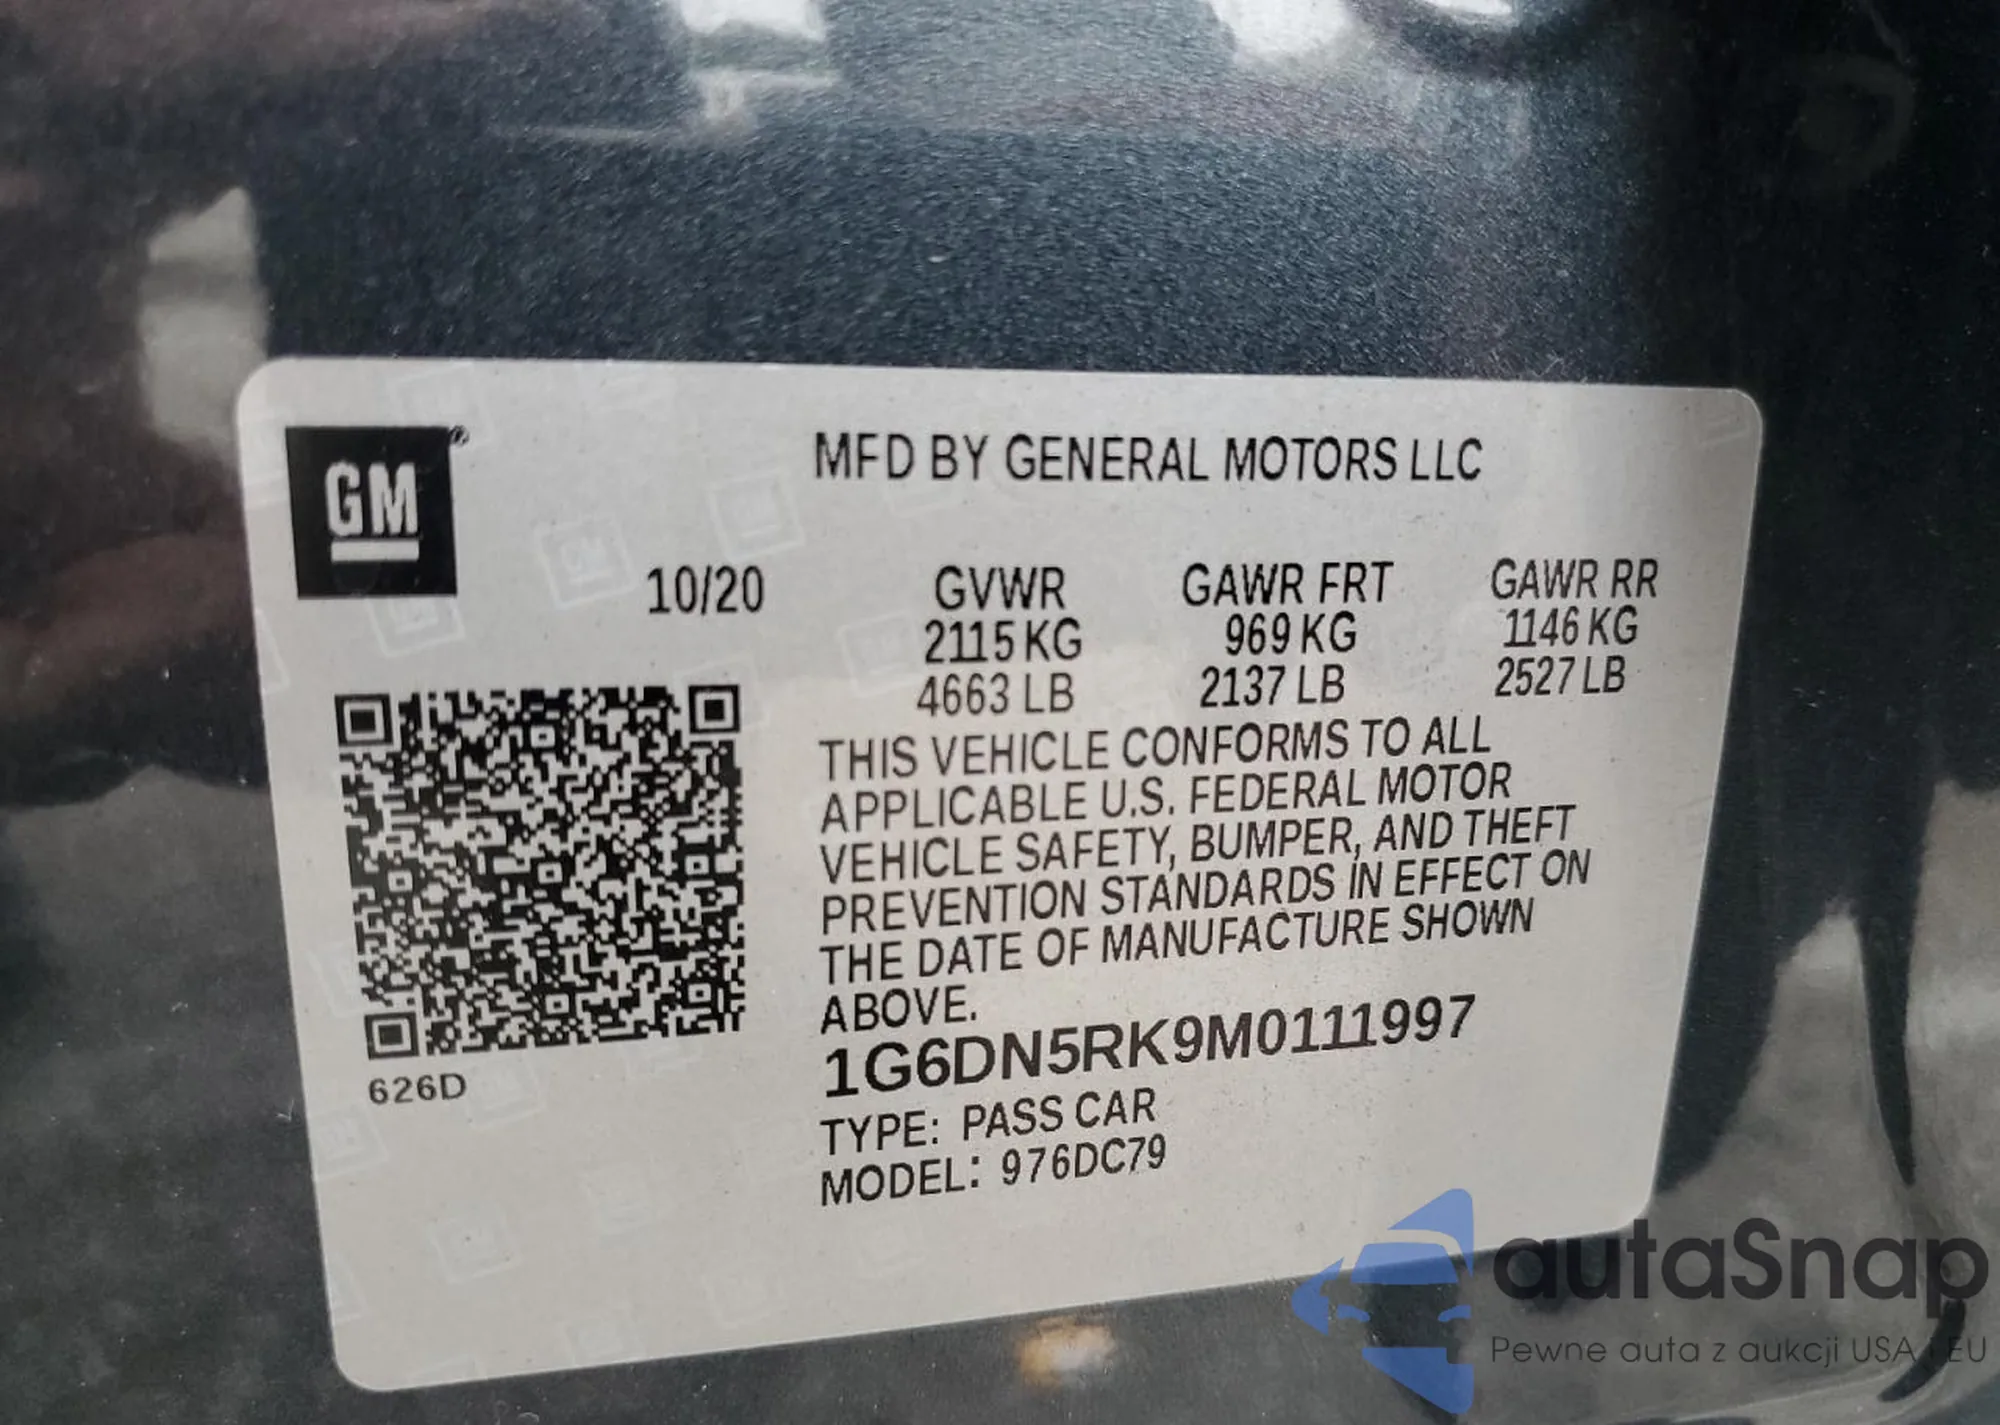 GM®
MFD BY GENERAL MOTORS LLC
10/20 GVWR GAWR FRT GAWR RR
2115 KG 969 KG 1146 KG
4663 LB 2137 LB 2527 LB
THIS VEHICLE CONFORMS TO ALL
APPLICABLE U.S. FEDERAL MOTOR
VEHICLE SAFETY, BUMPER, AND THEFT
PREVENTION STANDARDS IN EFFECT ON
THE DATE OF MANUFACTURE SHOWN
ABOVE.
1G6DN5RK9M0111997
TYPE: PASS CAR
MODEL: 976DC79
626D
autaSnap
Pewne auta z aukcji USA i EU